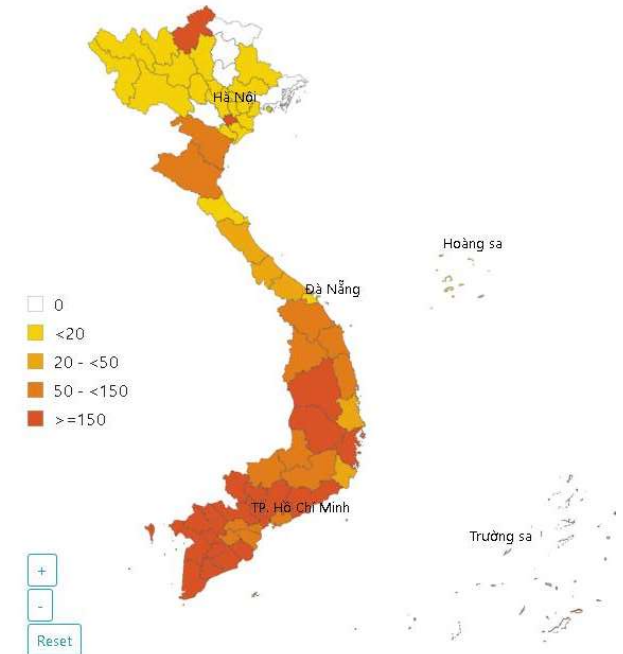 Hà Nội
Hoàng sa
Đà Nẵng
0
<20
20 - <50
50 - <150
>=150
TP. Hồ Chí Minh
Trường sa
+
-
Reset